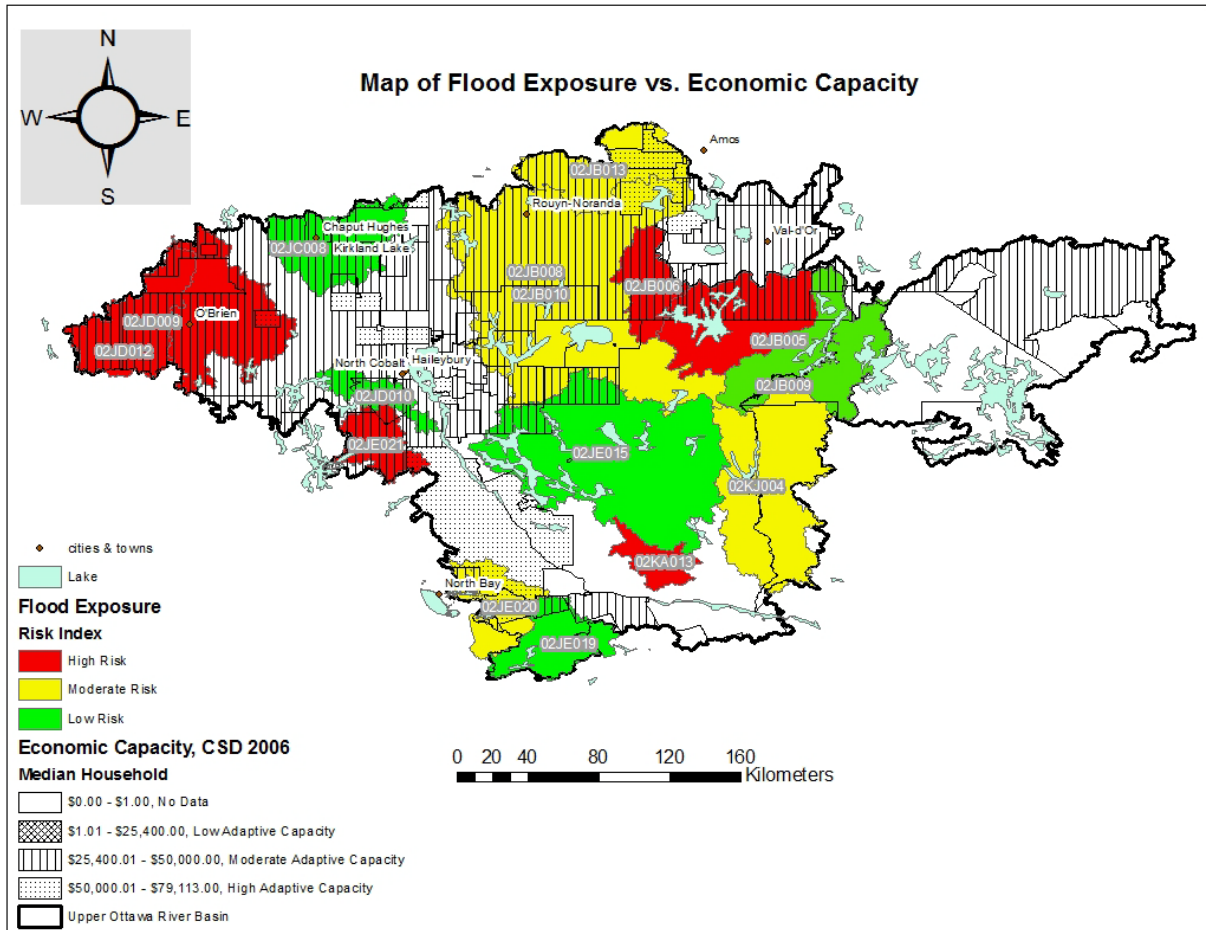 N
W
E
S
Map of Flood Exposure vs. Economic Capacity
Amos
02JB013
Rouyn-Noranda
Chaput Hughes
02JC008
Kirkland Lake
Val-d'Or
02JB008
02JB006
02JB010
02JD009
O'Brien
02JB005
02JD012
North Cobalt
Haileybury
02JB009
02JD010
02JE021
02JE015
02KJ004
02KA013
North Bay
02JE020
02JE019
cities & towns
Lake
Flood Exposure
Risk Index
High Risk
Moderate Risk
Low Risk
Economic Capacity, CSD 2006
Median Household
$0.00 - $1.00, No Data
$1.01 - $25,400.00, Low Adaptive Capacity
$25,400.01 - $50,000.00, Moderate Adaptive Capacity
$50,000.01 - $79,113.00, High Adaptive Capacity
Upper Ottawa River Basin
0 20 40 80 120 160
Kilometers